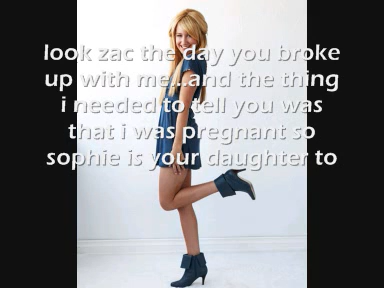 look zac the day you broke
up with me...and the thing
i needed to tell you was
that i was pregnant so
sophie is your daughter to